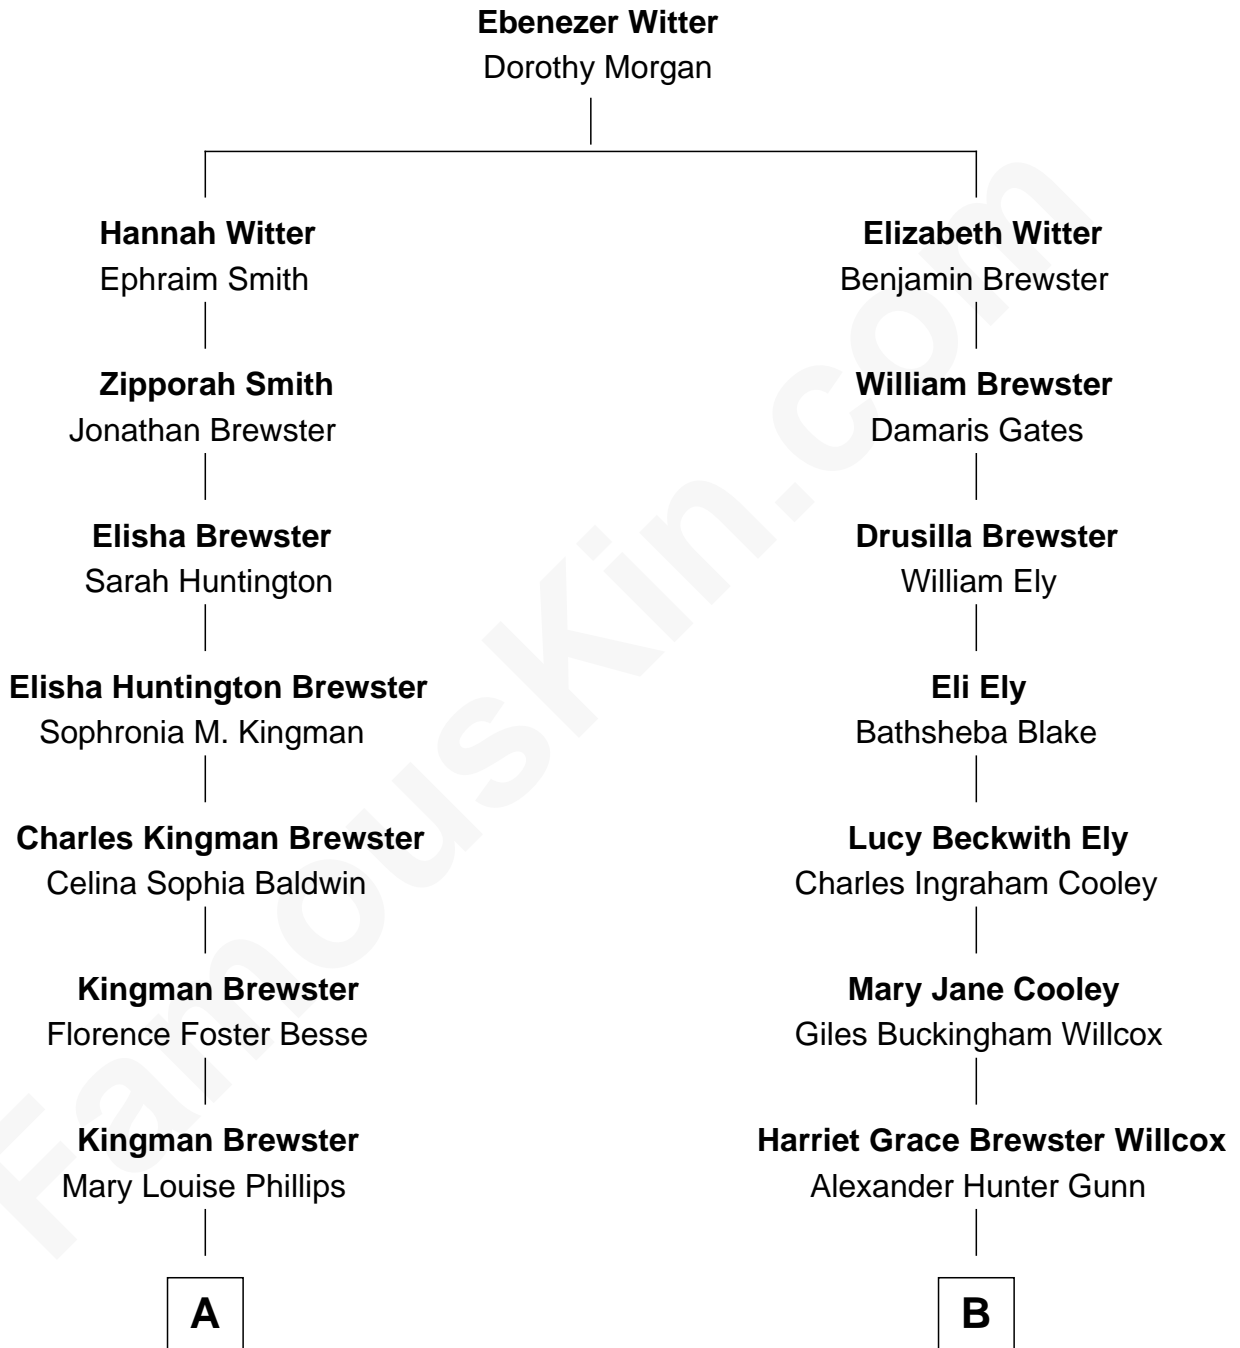 Ebenezer Witter
Dorothy Morgan
Hannah Witter
Ephraim Smith
Elizabeth Witter
Benjamin Brewster
Zipporah Smith
Jonathan Brewster
William Brewster
Damaris Gates
Elisha Brewster
Sarah Huntington
Drusilla Brewster
William Ely
Elisha Huntington Brewster
Sophronia M. Kingman
Eli Ely
Bathsheba Blake
Charles Kingman Brewster
Celina Sophia Baldwin
Lucy Beckwith Ely
Charles Ingraham Cooley
Kingman Brewster
Florence Foster Besse
Mary Jane Cooley
Giles Buckingham Willcox
Kingman Brewster
Mary Louise Phillips
Harriet Grace Brewster Willcox
Alexander Hunter Gunn
A
B
FamousKin.com